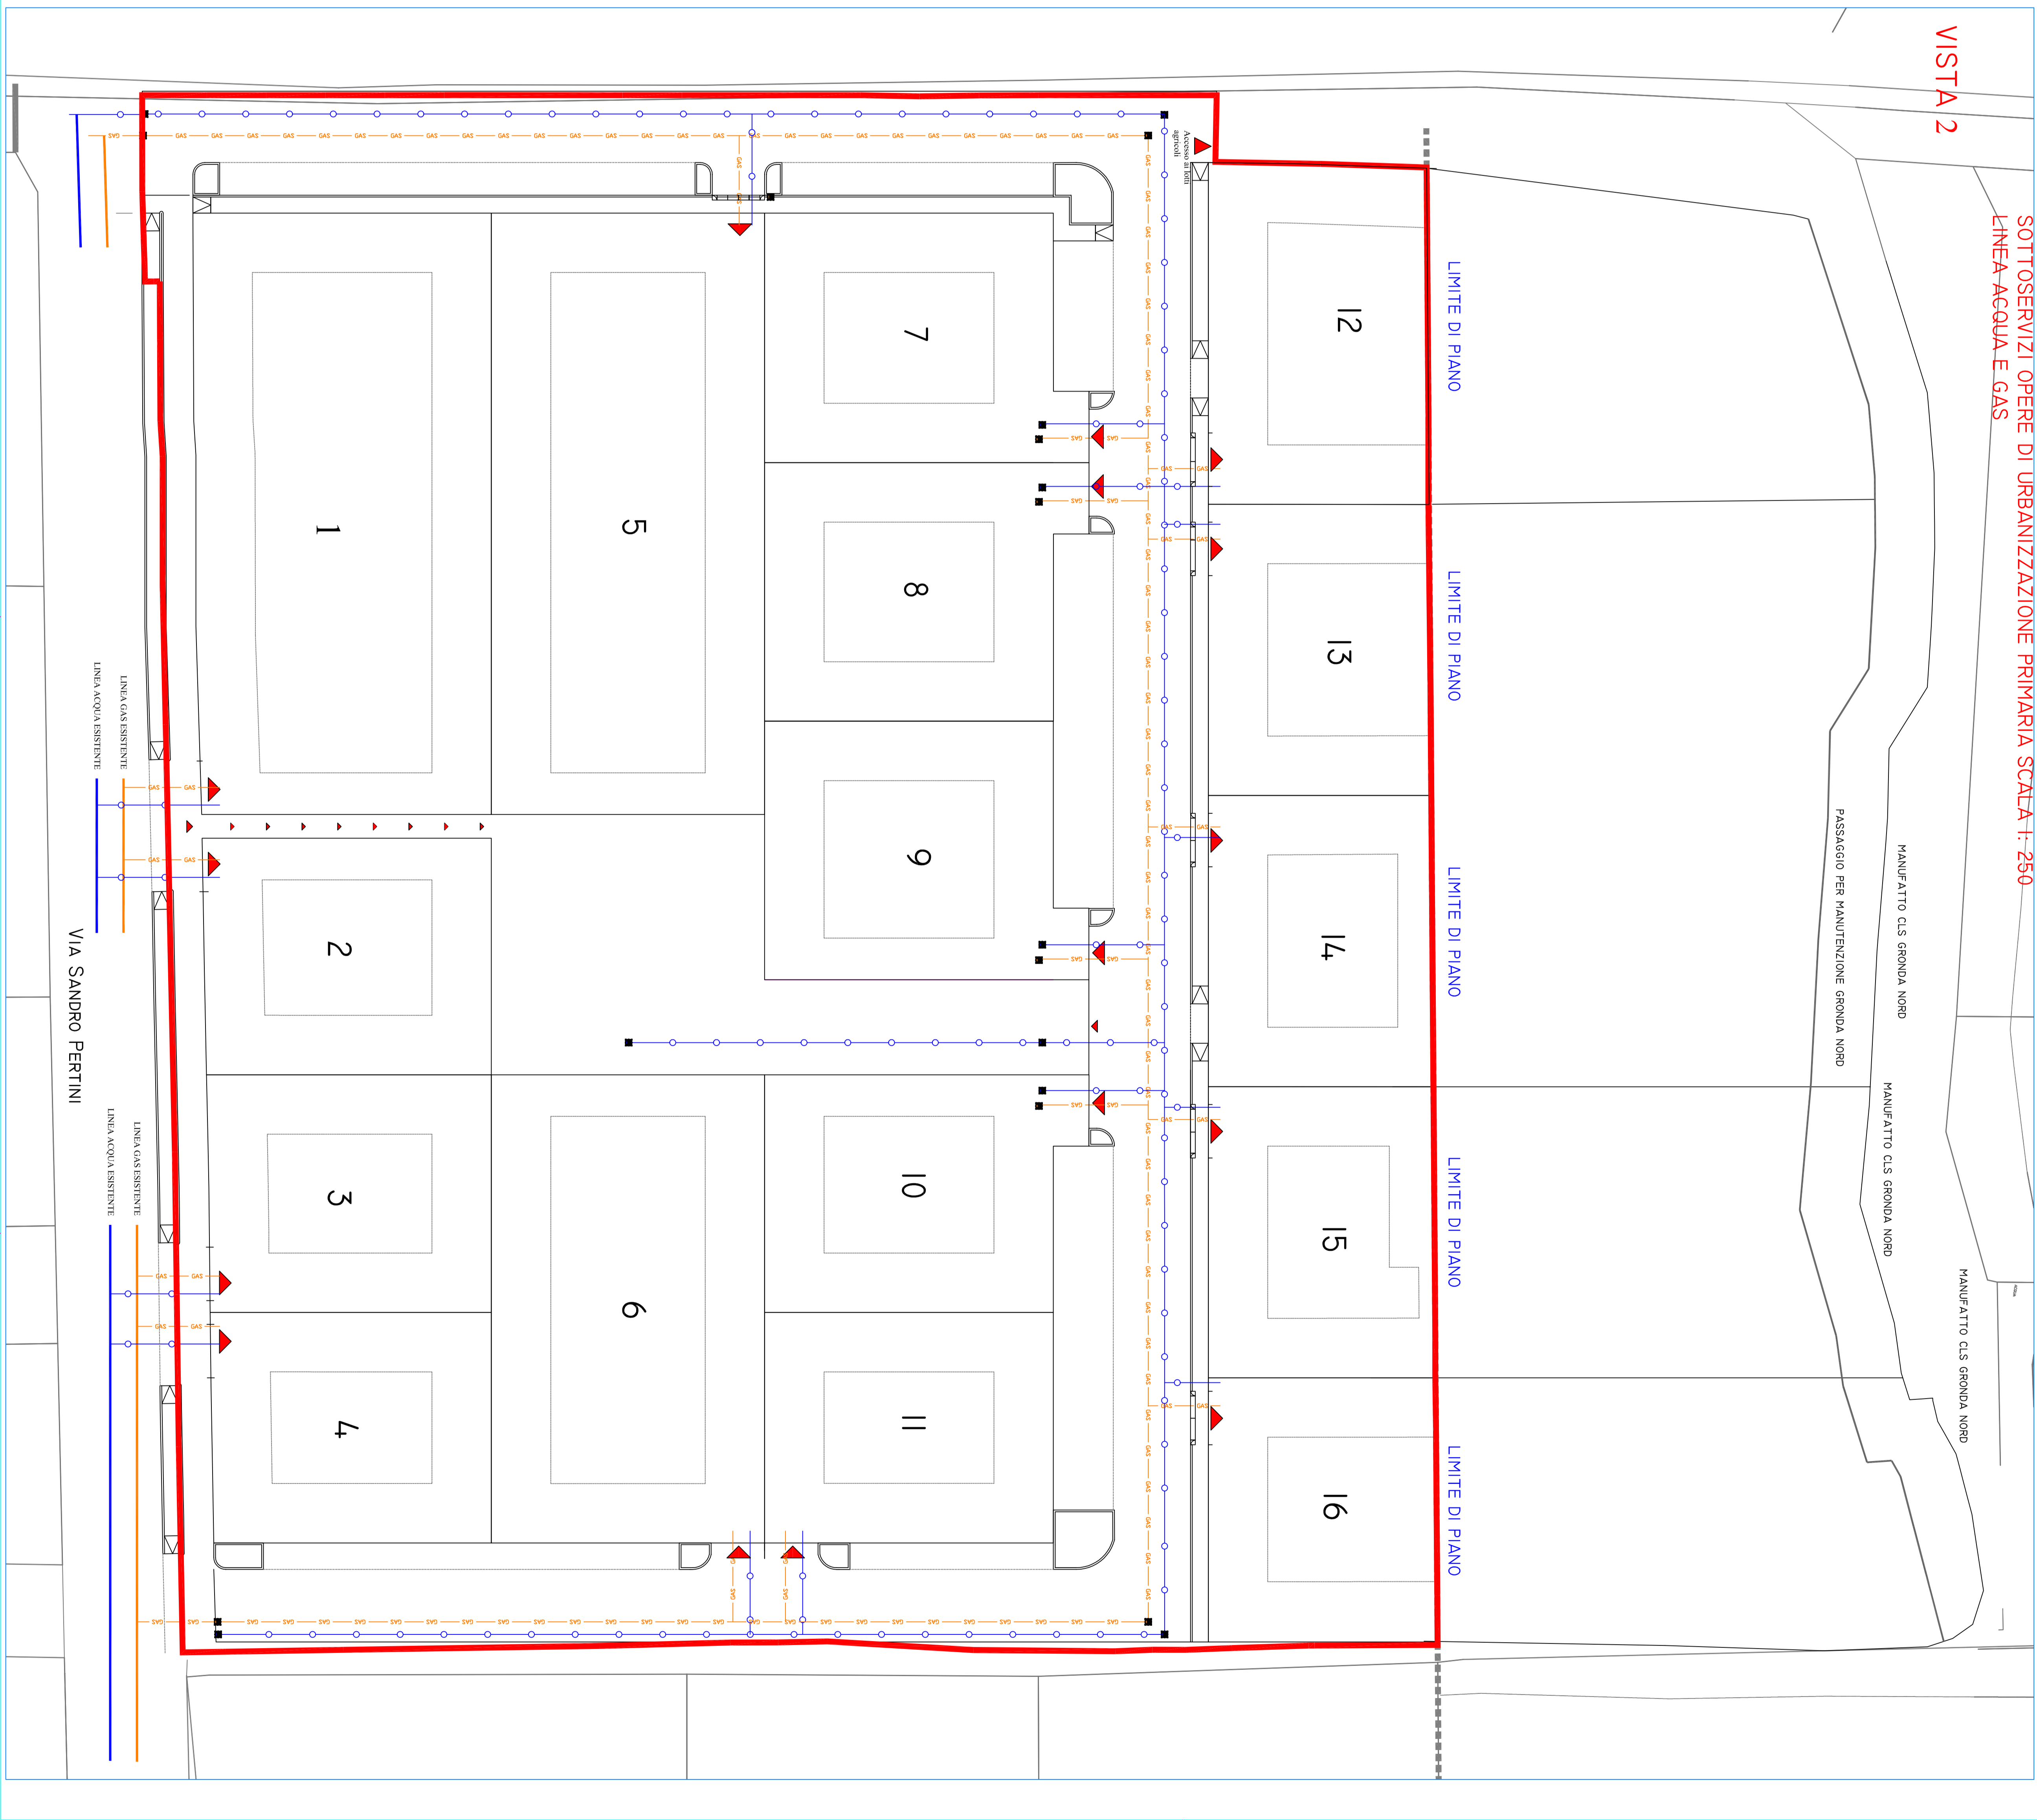 VISTA 2
SOTTOSERVIZI OPERE DI URBANIZZAZIONE PRIMARIA SCALA 1: 250
LINEA ACQUA E GAS
MANUFATTO CLS GRONDA NORD
MANUFATTO CLS GRONDA NORD
MANUFATTO CLS GRONDA NORD
PASSAGGIO PER MANUTENZIONE GRONDA NORD
LIMITE DI PIANO
LIMITE DI PIANO
LIMITE DI PIANO
LIMITE DI PIANO
LIMITE DI PIANO
12
13
14
15
16
Accesso ai lotti
agricoli
7
8
9
10
11
5
6
1
2
3
4
GAS
LINEA GAS ESISTENTE
LINEA ACQUA ESISTENTE
LINEA GAS ESISTENTE
LINEA ACQUA ESISTENTE
VIA SANDRO PERTINI